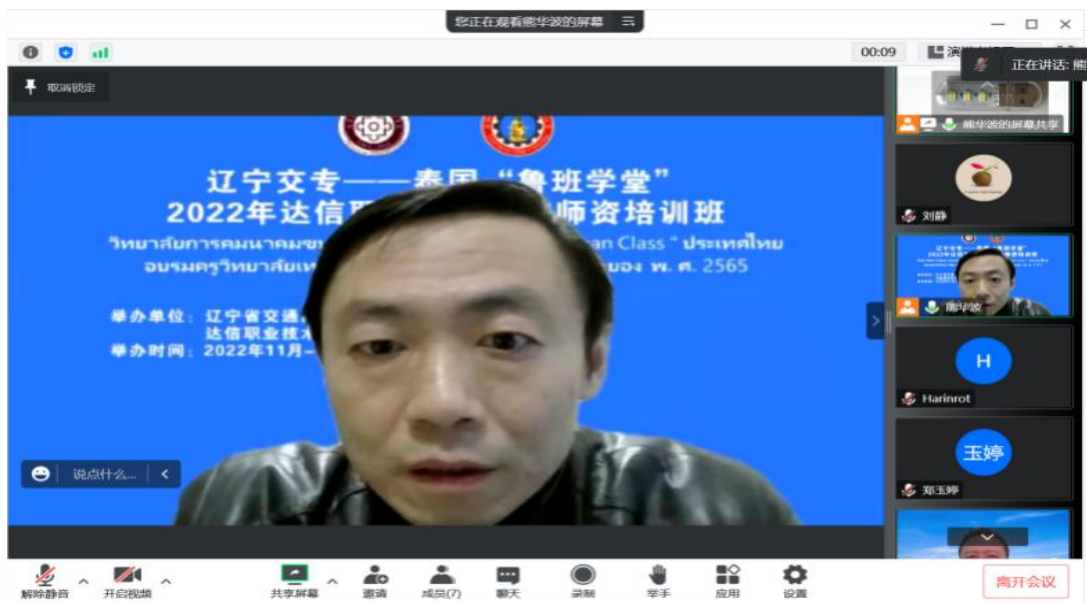 您正在观看熊华波的屏幕
00:09
正在讲话: 熊
取消锁定
辽宁交专——泰国“鲁班学堂”
2022年达信职 师资培训班
วิทยาลัยการคมนาคมขน an Class " ประเทศไทย
อบรมครูวิทยาลัยเท ยอง พ. ศ. 2565
举办单位：辽宁省交通
达信职业技术
举办时间：2022年11月-
说点什么...
熊华波的屏幕共享
刘静
熊华波
H
Harinrot
玉婷
郑玉婷
解除静音
开启视频
共享屏幕
邀请
成员(7)
聊天
录制
举手
应用
设置
离开会议